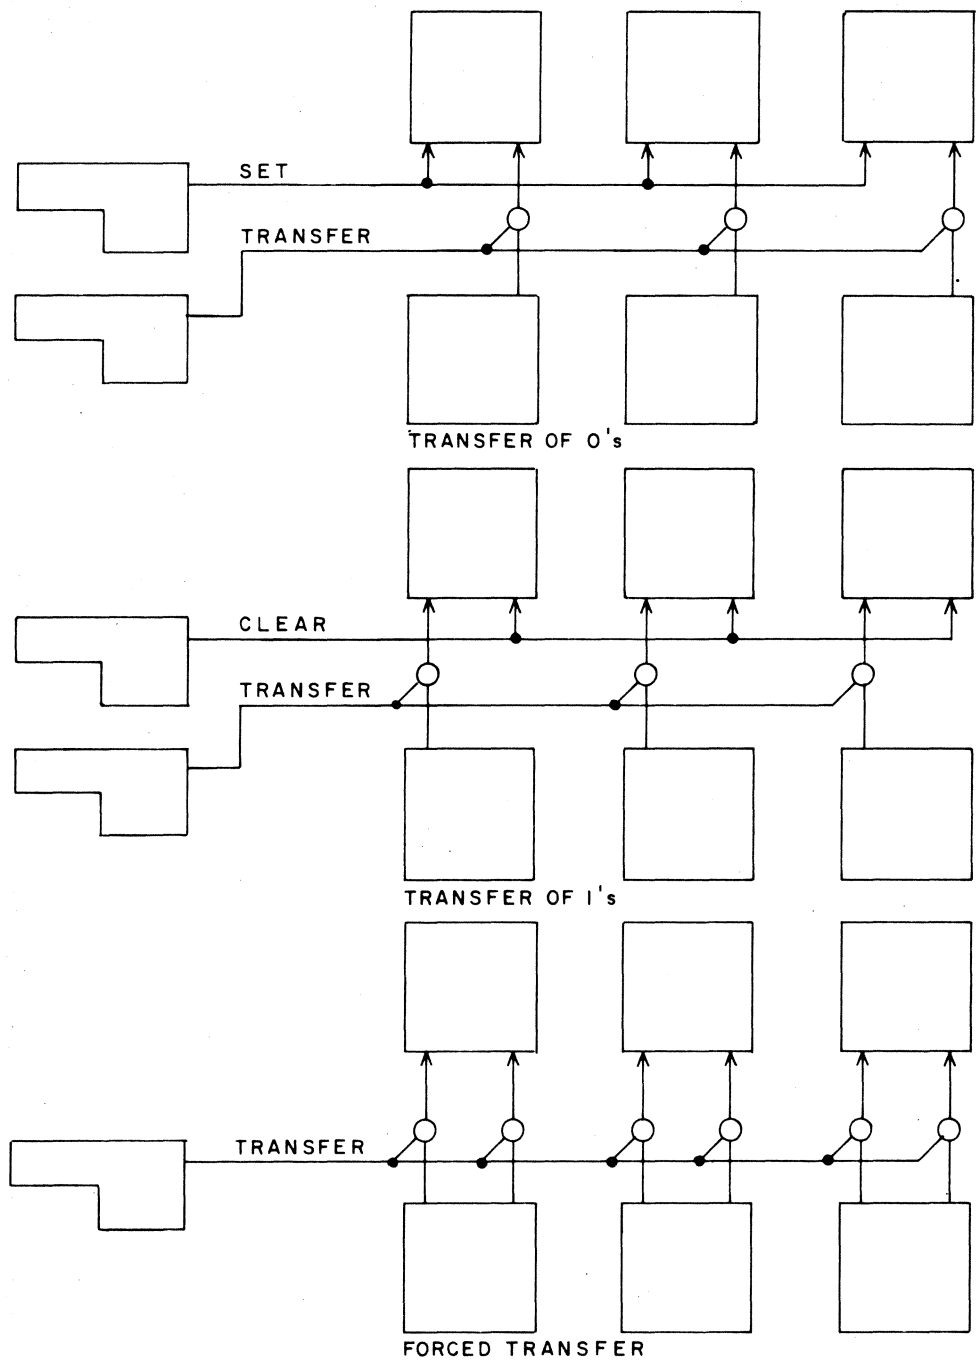 SET
TRANSFER
TRANSFER OF 0's
CLEAR
TRANSFER
TRANSFER OF 1's
TRANSFER
FORCED TRANSFER